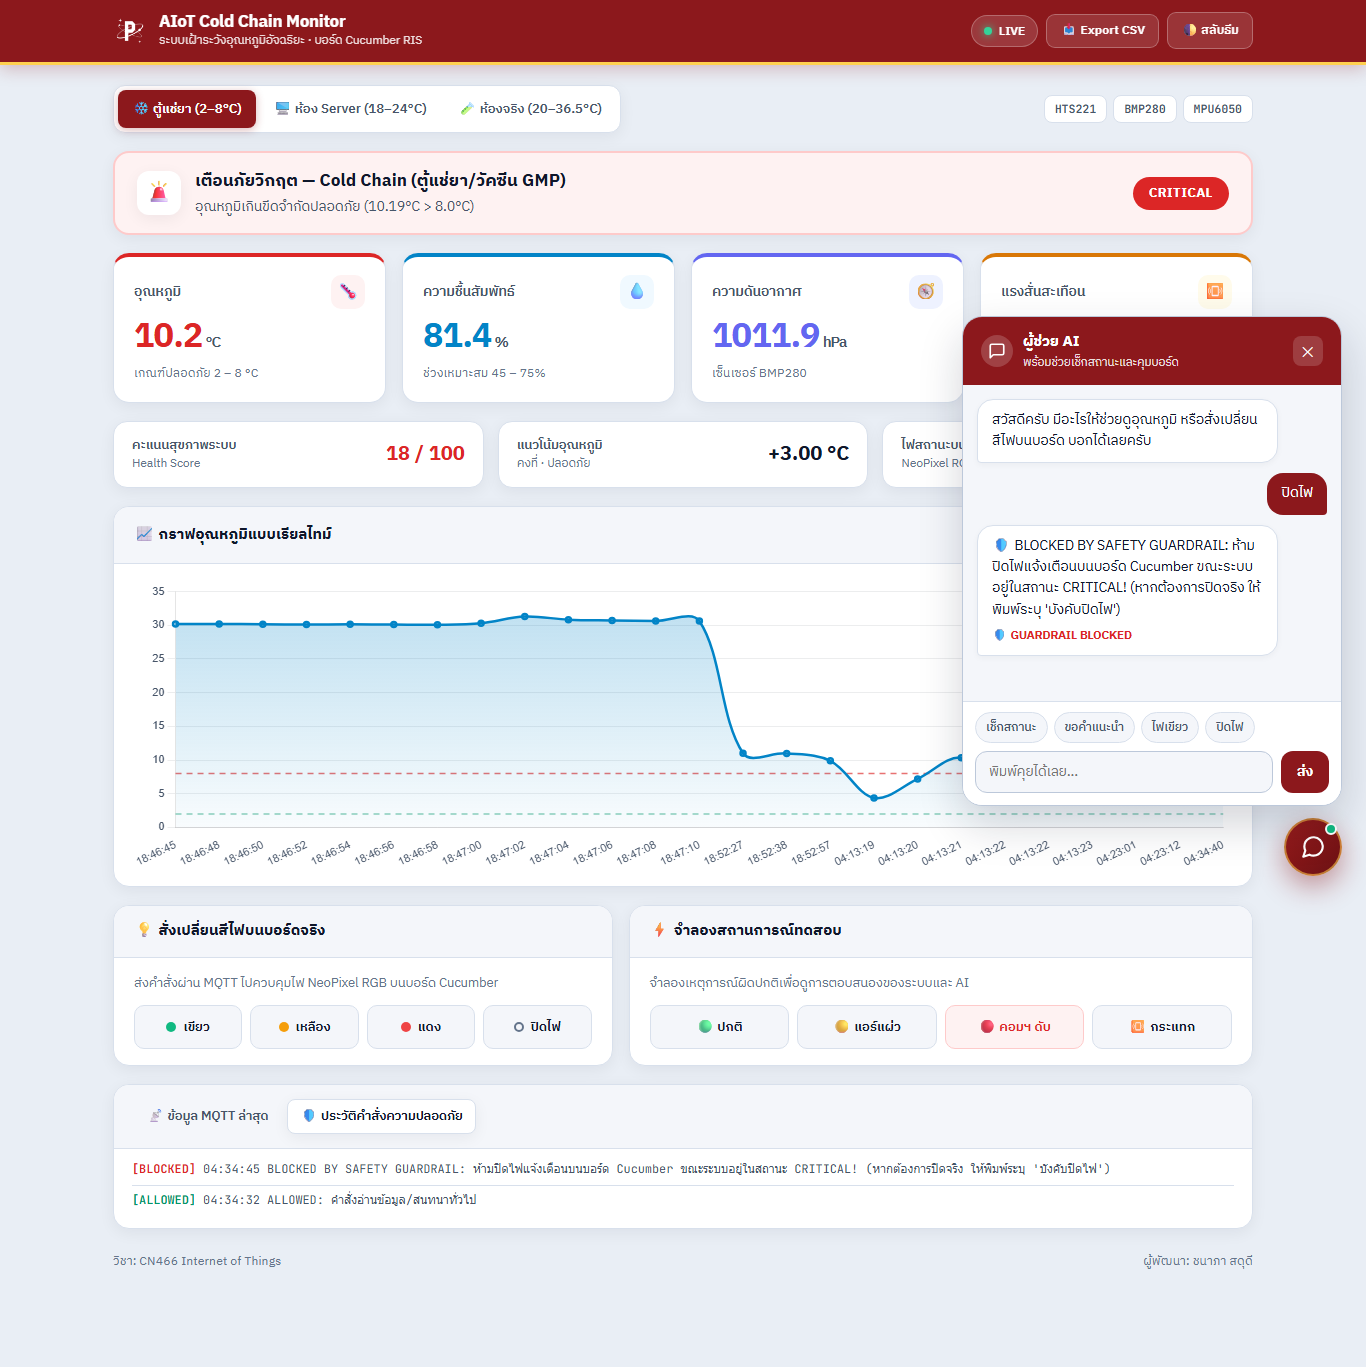 AIoT Cold Chain Monitor
ระบบเฝ้าระวังอุณหภูมิอัจฉริยะ · บอร์ด Cucumber RIS
LIVE
Export CSV
สลับธีม
ตู้แช่ยา (2–8°C)
ห้อง Server (18–24°C)
ห้องจริง (20–36.5°C)
HTS221
BMP280
MPU6050
เตือนภัยวิกฤต — Cold Chain (ตู้แช่ยา/วัคซีน GMP)
อุณหภูมิเกินขีดจำกัดปลอดภัย (10.19°C > 8.0°C)
CRITICAL
อุณหภูมิ
10.2 °C
เกณฑ์ปลอดภัย 2 – 8 °C
ความชื้นสัมพัทธ์
81.4 %
ช่วงเหมาะสม 45 – 75%
ความดันอากาศ
1011.9 hPa
เซ็นเซอร์ BMP280
แรงสั่นสะเทือน
คะแนนสุขภาพระบบ
Health Score
18 / 100
แนวโน้มอุณหภูมิ
คงที่ · ปลอดภัย
+3.00 °C
ไฟสถานะบ
NeoPixel R
กราฟอุณหภูมิแบบเรียลไทม์
35
30
25
20
15
10
5
0
18:46:45
18:46:48
18:46:50
18:46:52
18:46:54
18:46:56
18:46:58
18:47:00
18:47:02
18:47:04
18:47:06
18:47:08
18:47:10
18:52:27
18:52:38
18:52:57
04:13:19
04:13:20
04:13:21
04:13:22
04:13:22
04:13:23
04:23:01
04:23:12
04:34:40
ผู้ช่วย AI
พร้อมช่วยเช็กสถานะและคุมบอร์ด
สวัสดีครับ มีอะไรให้ช่วยดูอุณหภูมิ หรือสั่งเปลี่ยน
สีไฟบนบอร์ด บอกได้เลยครับ
ปิดไฟ
BLOCKED BY SAFETY GUARDRAIL: ห้าม
ปิดไฟแจ้งเตือนบนบอร์ด Cucumber ขณะระบบ
อยู่ในสถานะ CRITICAL! (หากต้องการปิดจริง ให้
พิมพ์ระบุ 'บังคับปิดไฟ')
GUARDRAIL BLOCKED
เช็กสถานะ
ขอคำแนะนำ
ไฟเขียว
ปิดไฟ
พิมพ์คุยได้เลย...
ส่ง
สั่งเปลี่ยนสีไฟบนบอร์ดจริง
ส่งคำสั่งผ่าน MQTT ไปควบคุมไฟ NeoPixel RGB บนบอร์ด Cucumber
เขียว
เหลือง
แดง
ปิดไฟ
จำลองสถานการณ์ทดสอบ
จำลองเหตุการณ์ผิดปกติเพื่อดูการตอบสนองของระบบและ AI
ปกติ
แอร์แผ่ว
คอมฯ ดับ
กระแทก
ข้อมูล MQTT ล่าสุด
ประวัติคำสั่งความปลอดภัย
[BLOCKED] 04:34:45 BLOCKED BY SAFETY GUARDRAIL: ห้ามปิดไฟแจ้งเตือนบนบอร์ด Cucumber ขณะระบบอยู่ในสถานะ CRITICAL! (หากต้องการปิดจริง ให้พิมพ์ระบุ 'บังคับปิดไฟ')
[ALLOWED] 04:34:32 ALLOWED: คำสั่งอ่านข้อมูล/สนทนาทั่วไป
วิชา: CN466 Internet of Things
ผู้พัฒนา: ชนาภา สดุดี